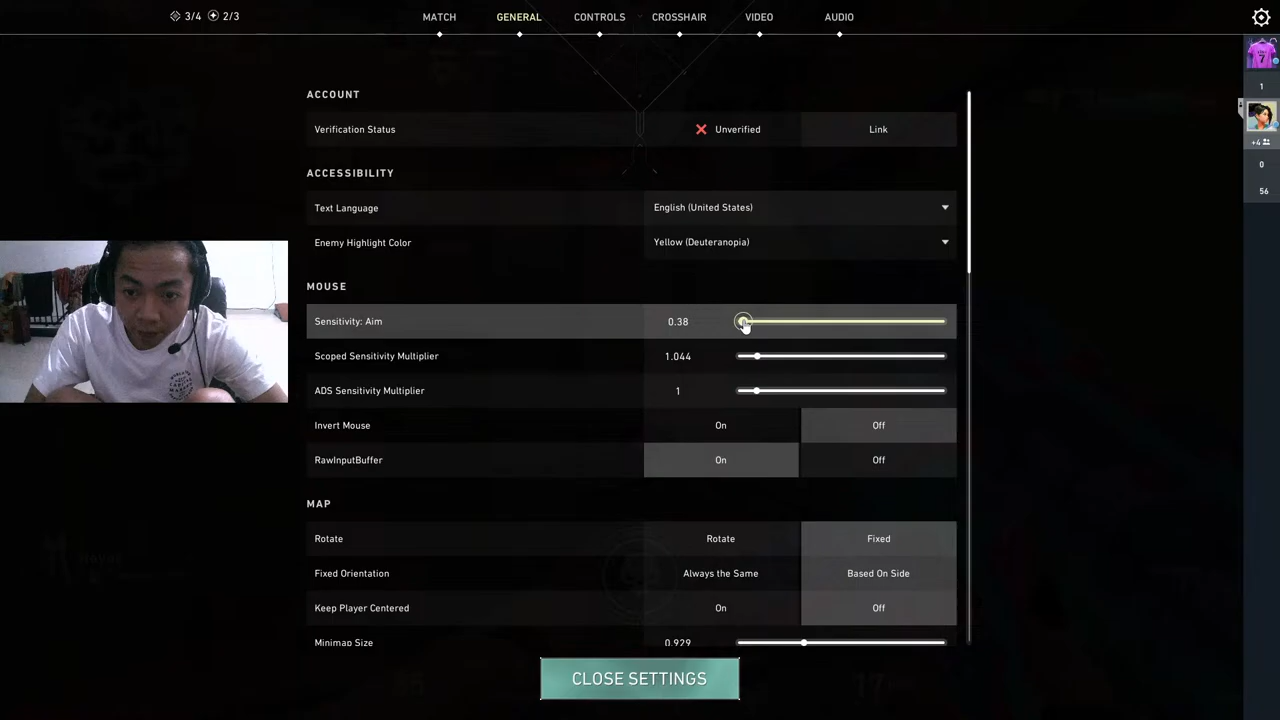 3/4 2/3
MATCH GENERAL CONTROLS CROSSHAIR VIDEO AUDIO
ACCOUNT
Verification Status Unverified Link
ACCESSIBILITY
Text Language English (United States)
Enemy Highlight Color Yellow (Deuteranopia)
MOUSE
Sensitivity: Aim 0.38
Scoped Sensitivity Multiplier 1.044
ADS Sensitivity Multiplier 1
Invert Mouse On Off
RawInputBuffer On Off
MAP
Rotate Rotate Fixed
Fixed Orientation Always the Same Based On Side
Keep Player Centered On Off
Minimap Size 0.929
CLOSE SETTINGS
7
1
+4
0
56